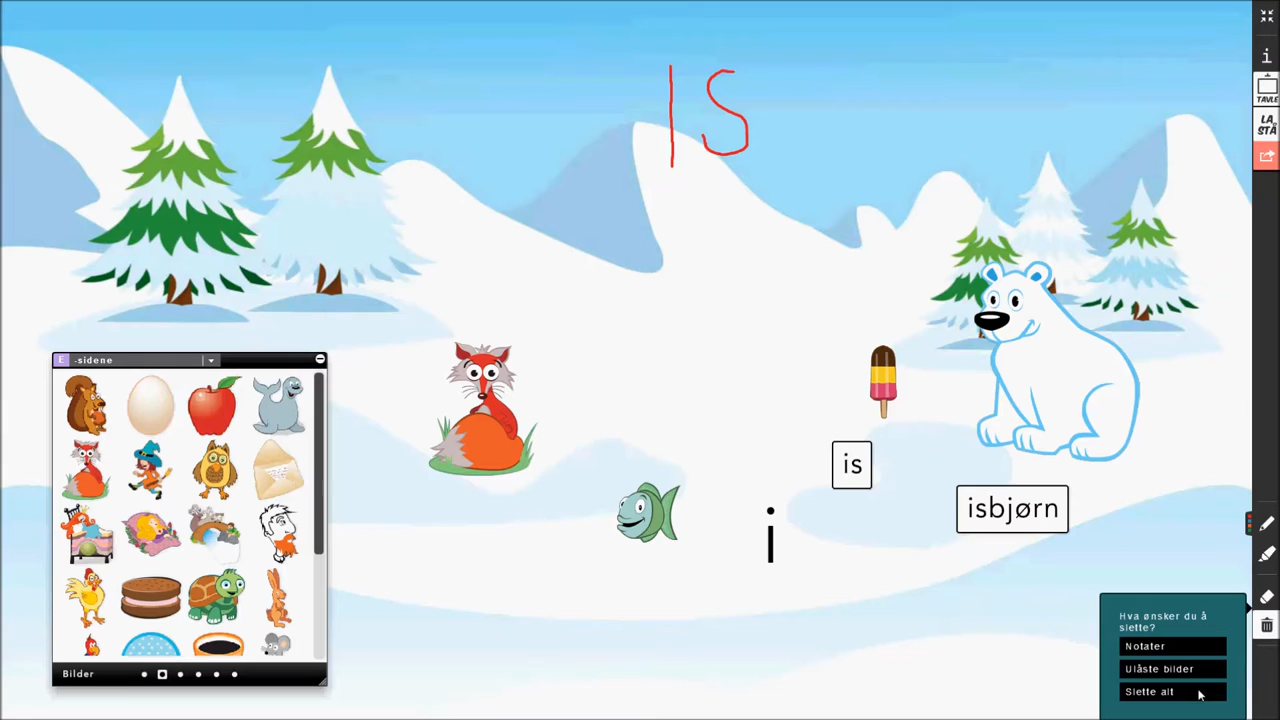 IS
i
TAVLE
LA STÅ
E -sidene
is
isbjørn
i
Hva ønsker du å
slette?
Notater
Ulåste bilder
Slette alt
Bilder